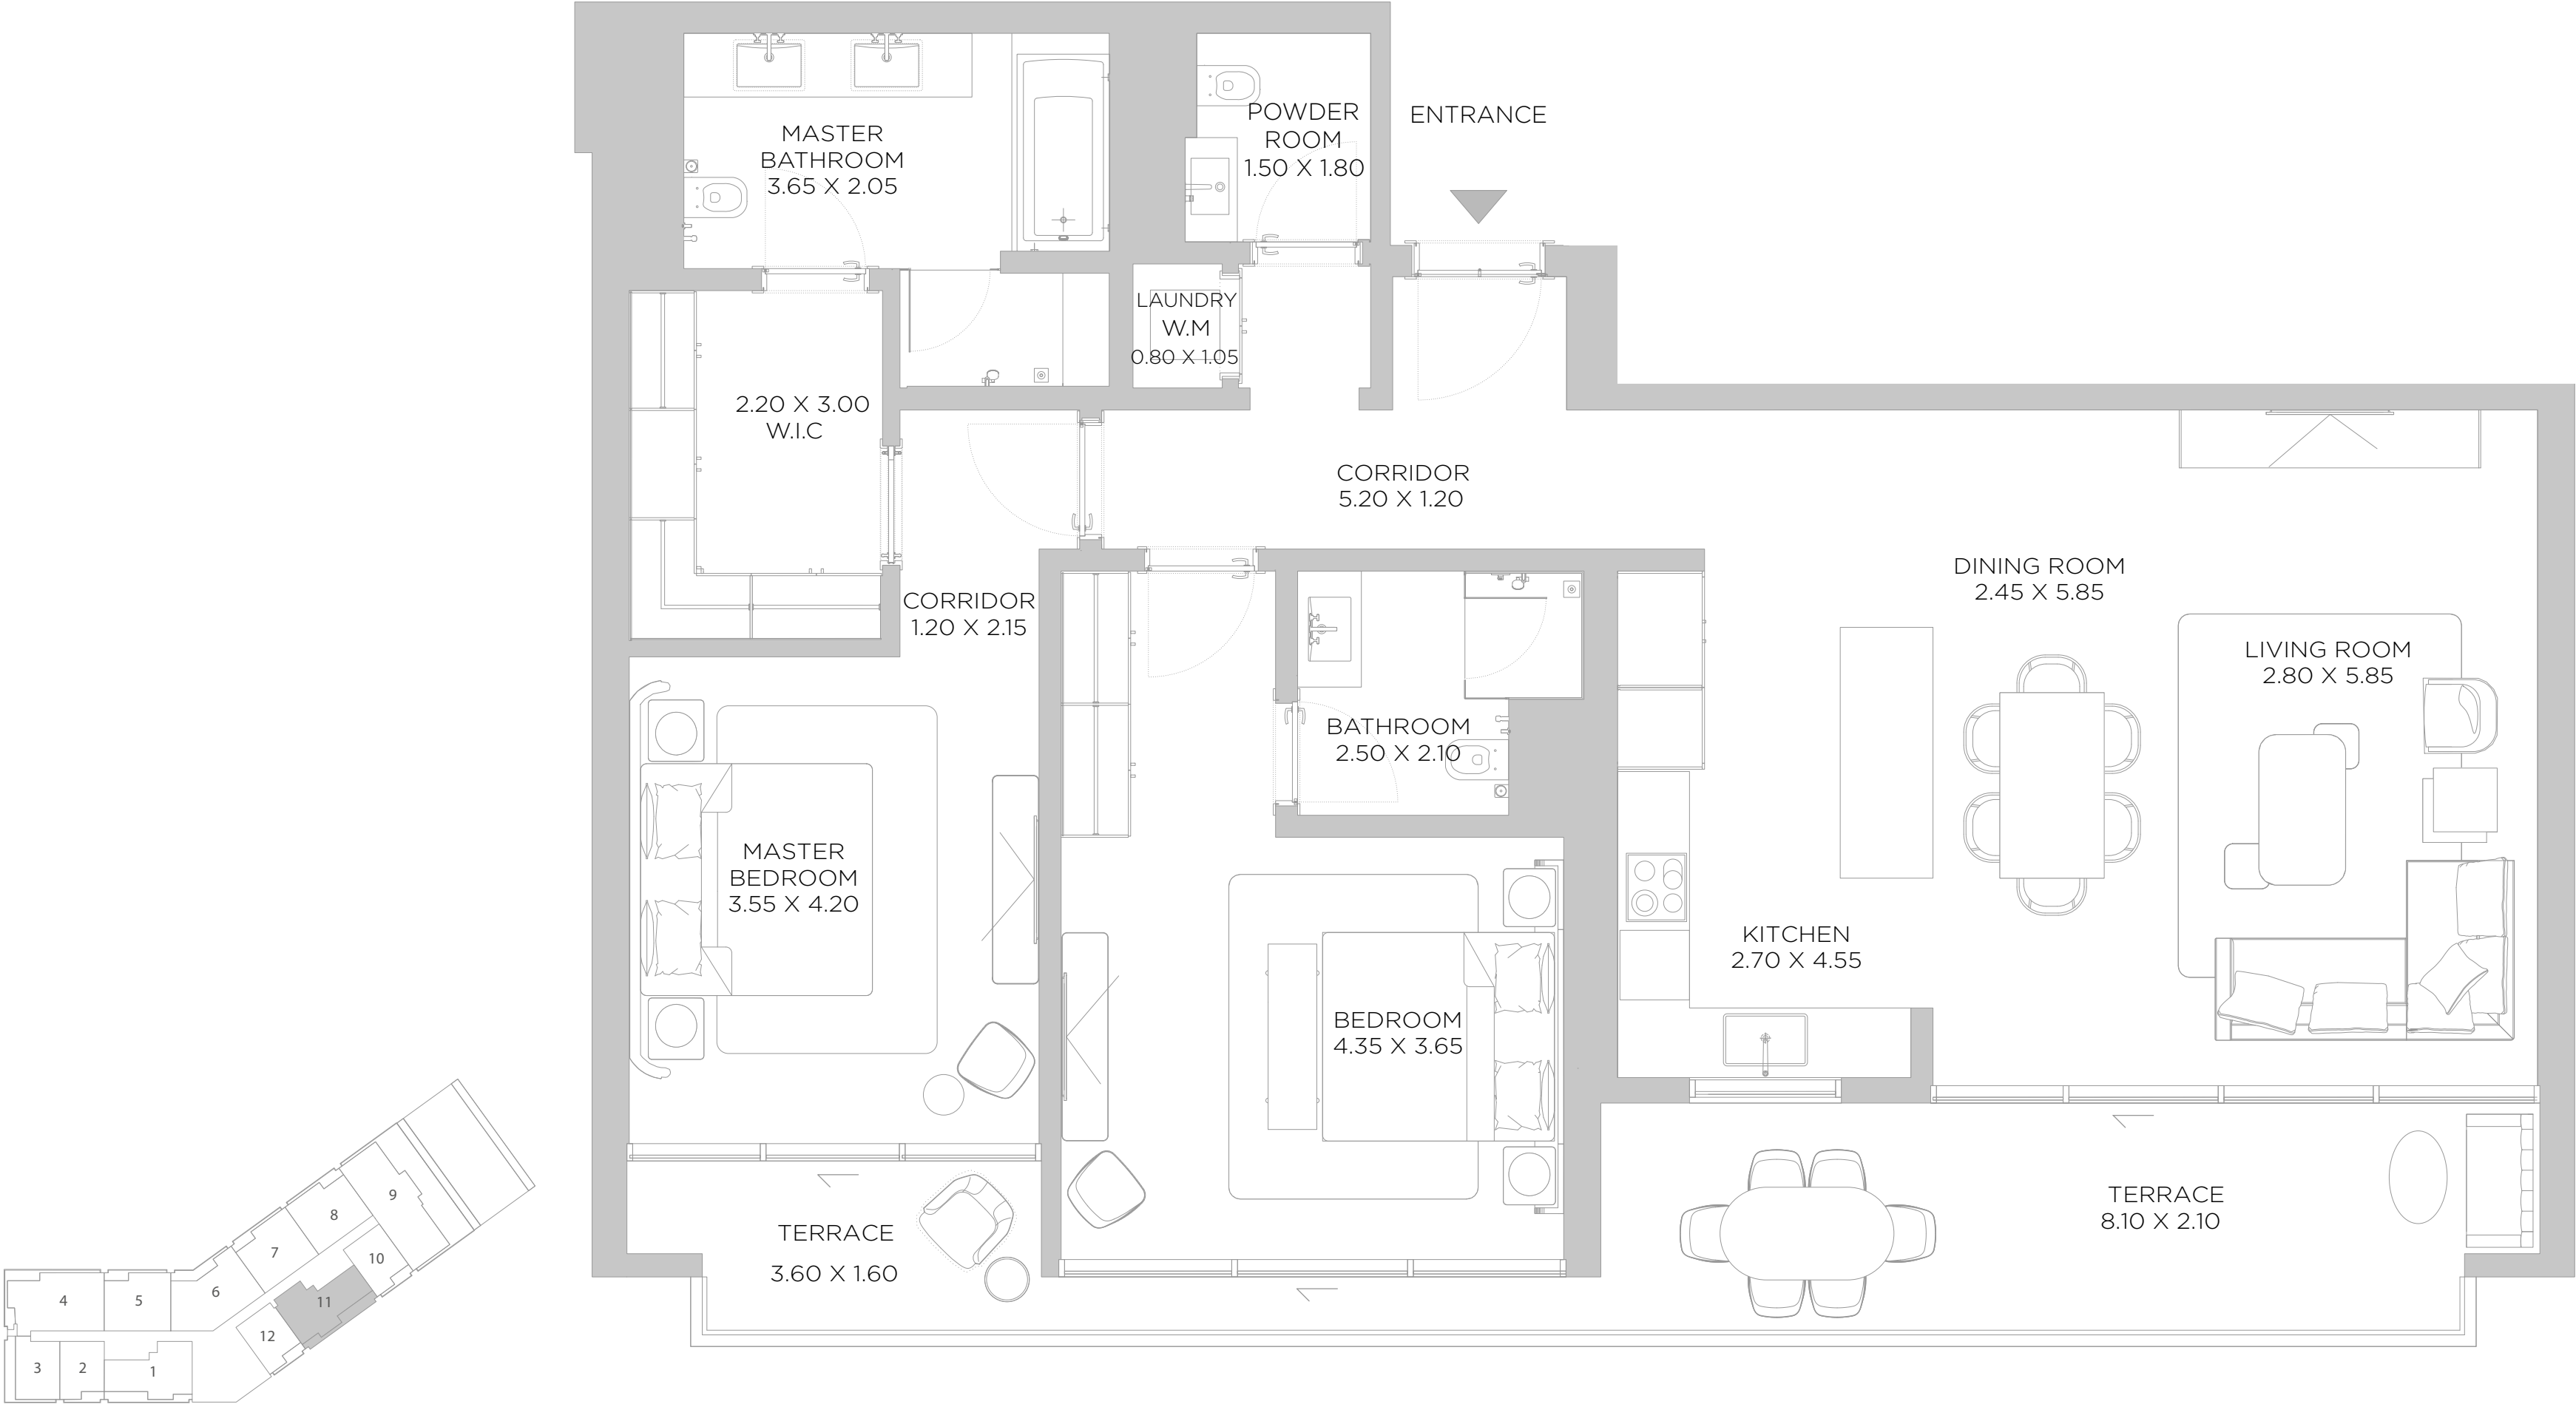 MASTER
BATHROOM
3.65 X 2.05
POWDER
ROOM
1.50 X 1.80
ENTRANCE
LAUNDRY
W.M
0.80 X 1.05
2.20 X 3.00
W.I.C
CORRIDOR
5.20 X 1.20
CORRIDOR
1.20 X 2.15
DINING ROOM
2.45 X 5.85
LIVING ROOM
2.80 X 5.85
BATHROOM
2.50 X 2.10
MASTER
BEDROOM
3.55 X 4.20
KITCHEN
2.70 X 4.55
BEDROOM
4.35 X 3.65
TERRACE
3.60 X 1.60
TERRACE
8.10 X 2.10
9
8
7
10
6
11
4
5
12
3
2
1